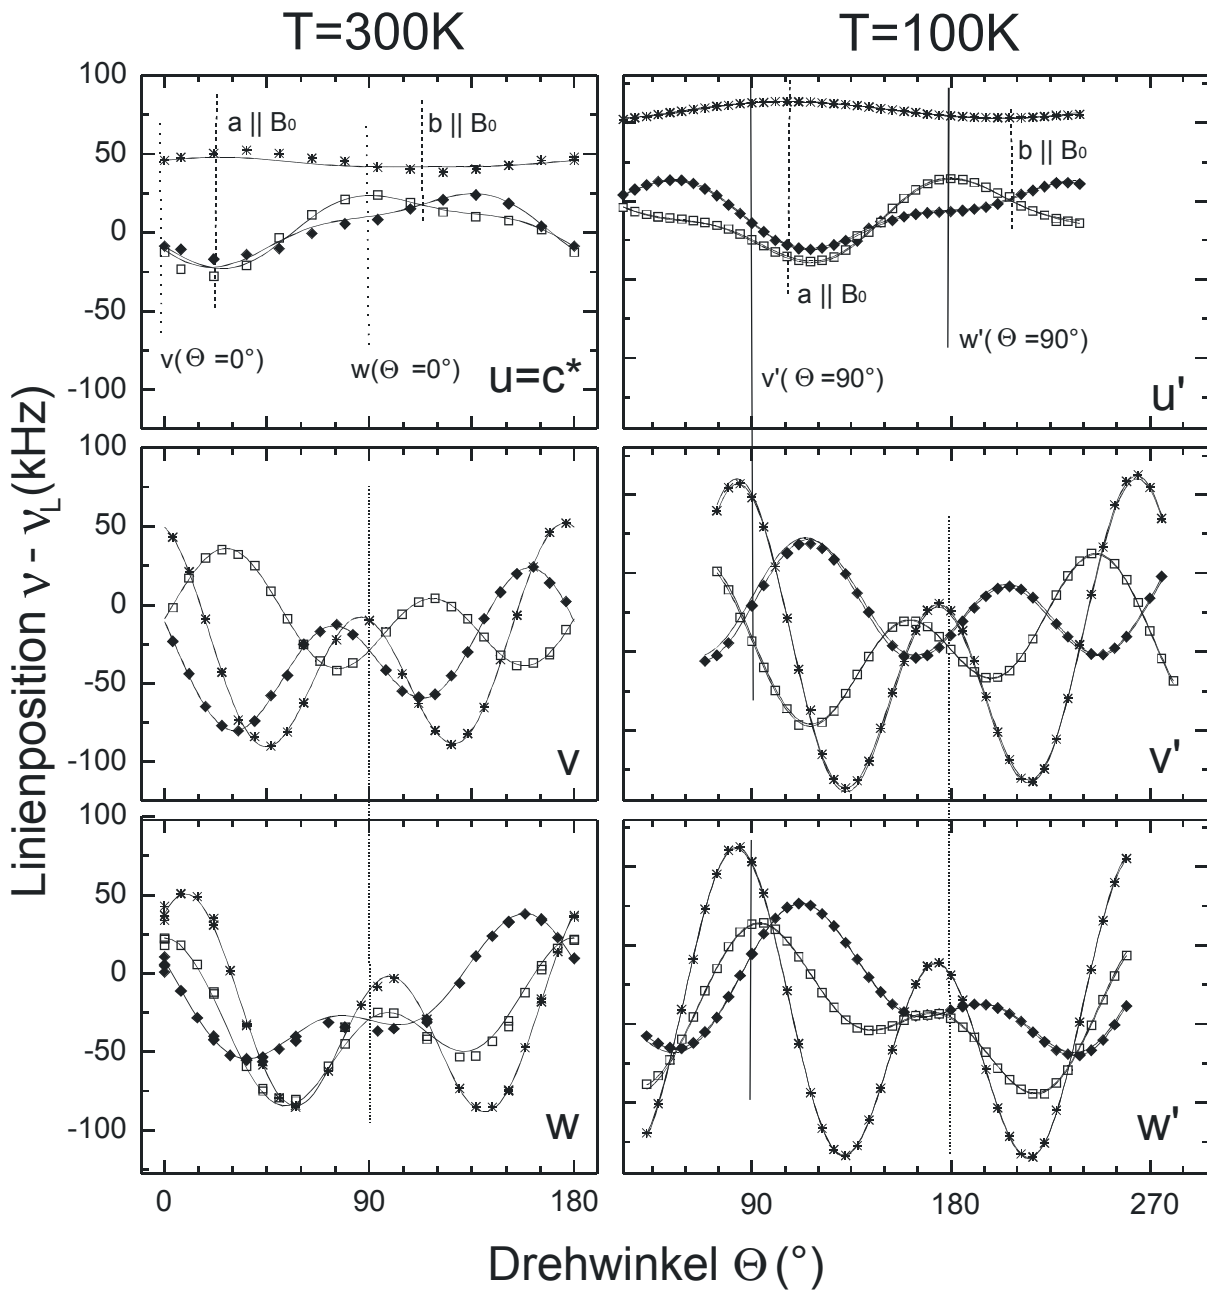 T=300K
T=100K
100
50
0
-50
-100
a || B0
b || B0
v(Θ =0°)
w(Θ =0°)
u=c*
b || B0
a || B0
w'(Θ =90°)
v'(Θ =90°)
u'
Linienposition ν - νL (kHz)
100
50
0
-50
-100
v
v'
100
50
0
-50
-100
w
w'
0
90
180
90
180
270
Drehwinkel Θ (°)